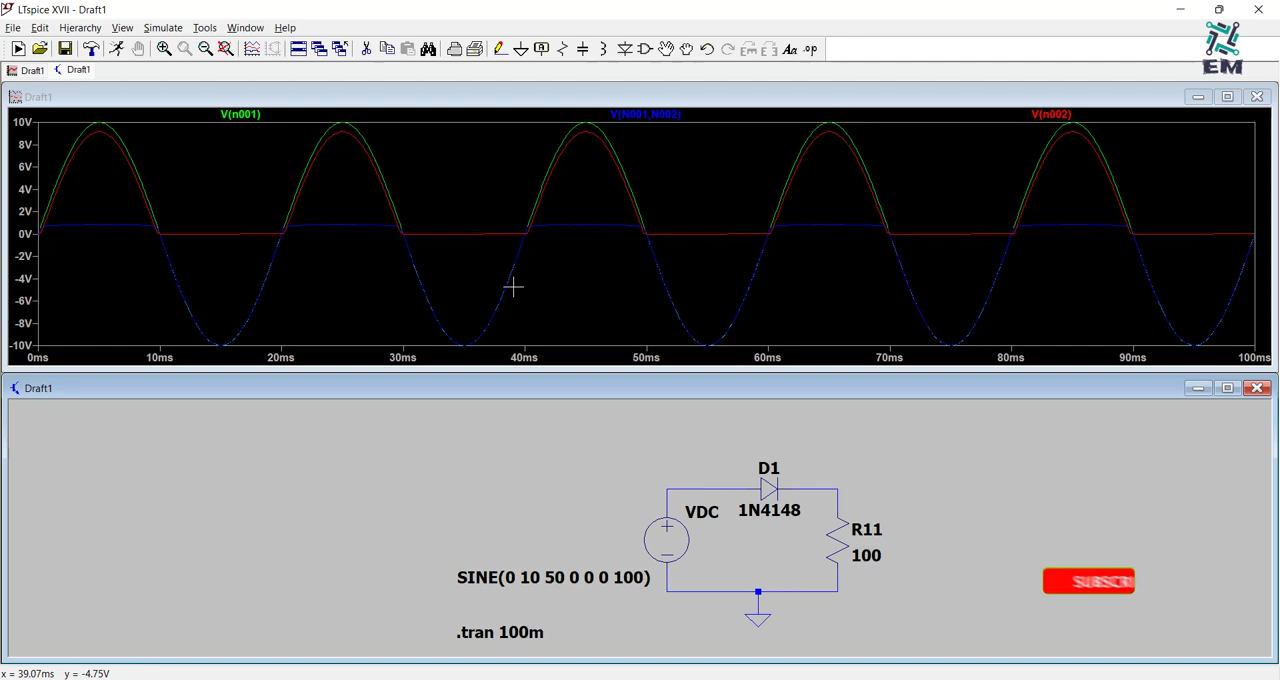 LTspice XVII - Draft1
File Edit Hierarchy View Simulate Tools Window Help
EM
Draft1 Draft1
Draft1
V(n001) V(N001,N002) V(n002)
10V
8V
6V
4V
2V
0V
-2V
-4V
-6V
-8V
-10V
0ms 10ms 20ms 30ms 40ms 50ms 60ms 70ms 80ms 90ms 100ms
Draft1
D1
VDC 1N4148
R11
100
SINE(0 10 50 0 0 0 100)
SUBSCRI
.tran 100m
x = 39.07ms y = -4.75V